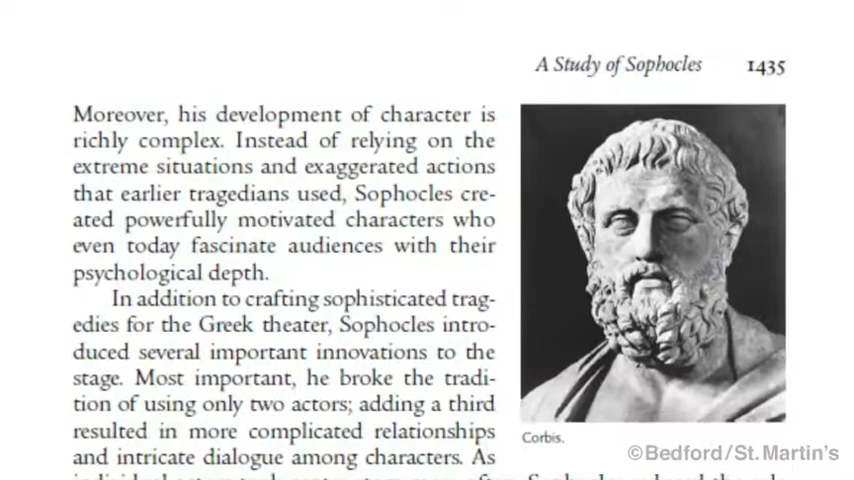 A Study of Sophocles 1435
Moreover, his development of character is
richly complex. Instead of relying on the
extreme situations and exaggerated actions
that earlier tragedians used, Sophocles cre-
ated powerfully motivated characters who
even today fascinate audiences with their
psychological depth.
In addition to crafting sophisticated trag-
edies for the Greek theater, Sophocles intro-
duced several important innovations to the
stage. Most important, he broke the tradi-
tion of using only two actors; adding a third
resulted in more complicated relationships
and intricate dialogue among characters. As
Corbis.
©Bedford/St.Martin's